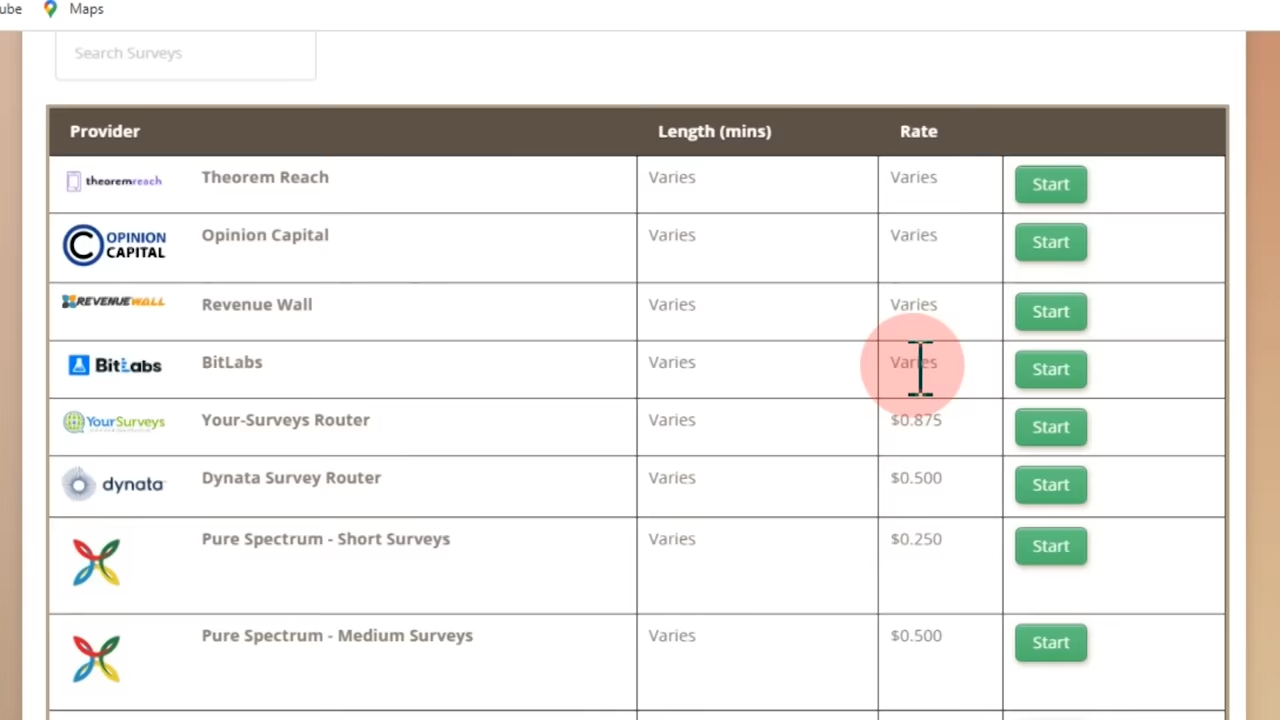 ube Maps
Search Surveys
Provider Length (mins) Rate
theoremreach Theorem Reach Varies Varies Start
OPINION CAPITAL Opinion Capital Varies Varies Start
REVENUEWALL Revenue Wall Varies Varies Start
BitLabs BitLabs Varies Varies Start
YourSurveys Your-Surveys Router Varies $0.875 Start
dynata Dynata Survey Router Varies $0.500 Start
Pure Spectrum - Short Surveys Varies $0.250 Start
Pure Spectrum - Medium Surveys Varies $0.500 Start